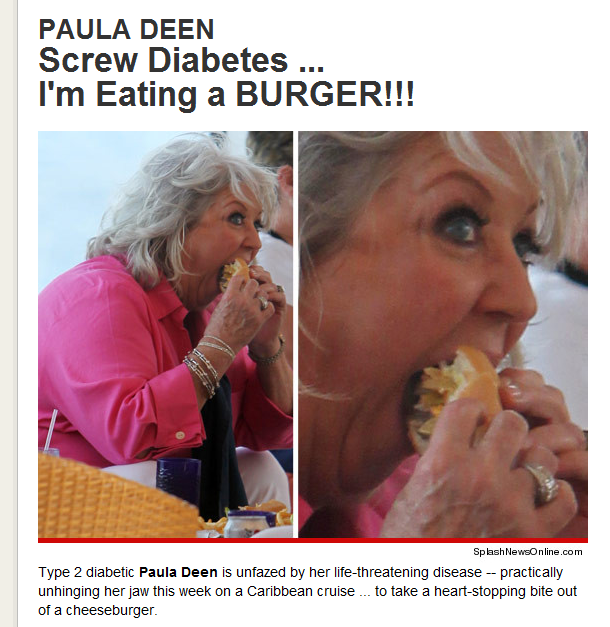 PAULA DEEN
Screw Diabetes ...
I'm Eating a BURGER!!!
SplashNewsOnline.com
Type 2 diabetic Paula Deen is unfazed by her life-threatening disease -- practically
unhinging her jaw this week on a Caribbean cruise ... to take a heart-stopping bite out
of a cheeseburger.